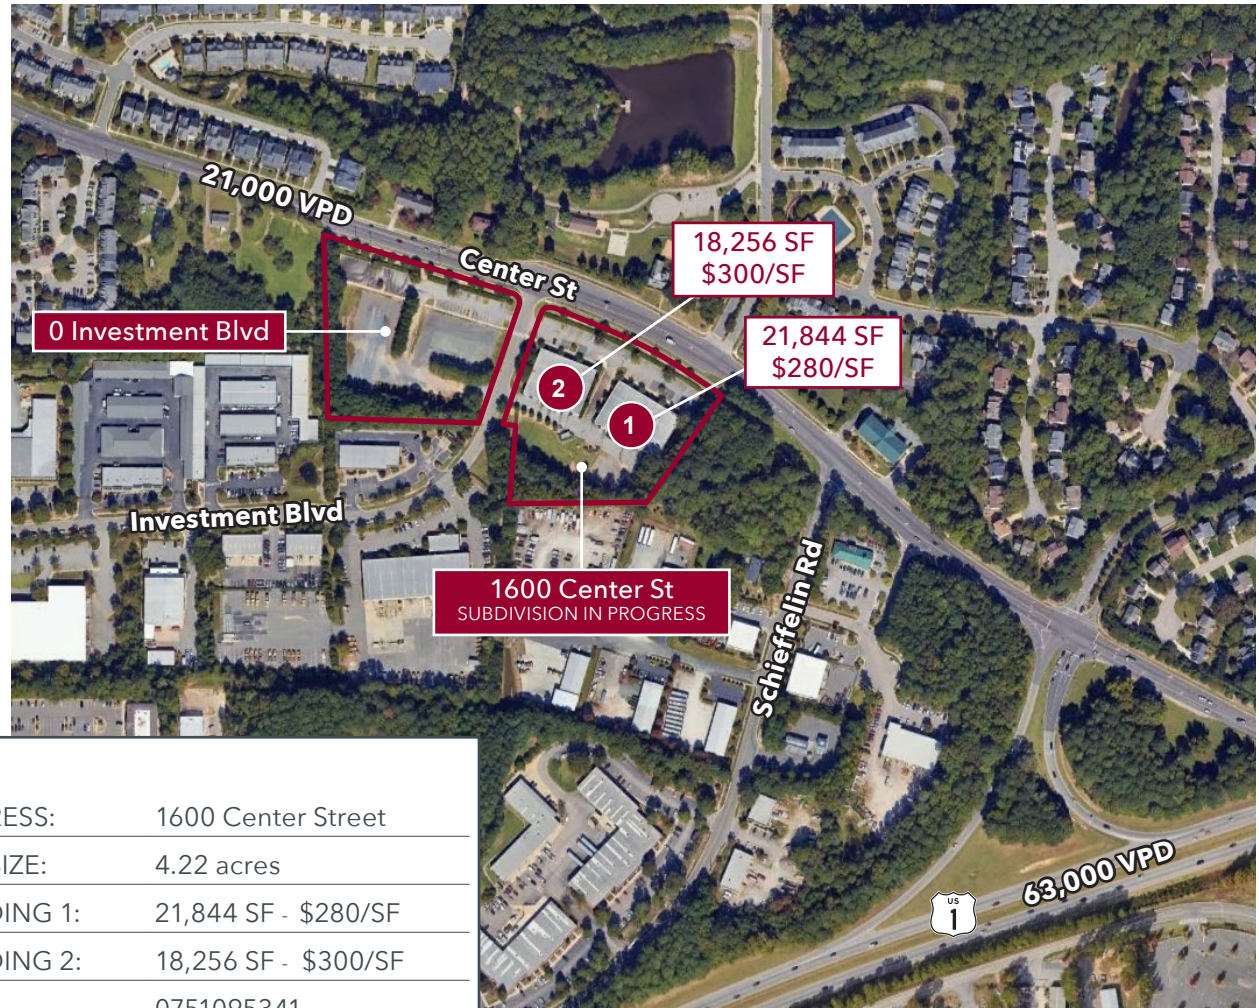 21,000 VPD
Center St
18,256 SF
$300/SF
0 Investment Blvd
21,844 SF
$280/SF
2
1
Investment Blvd
1600 Center St
SUBDIVISION IN PROGRESS
Schieffelin Rd
RESS: 1600 Center Street
SIZE: 4.22 acres
DING 1: 21,844 SF - $280/SF
DING 2: 18,256 SF - $300/SF
0751095341
US
1
63,000 VPD